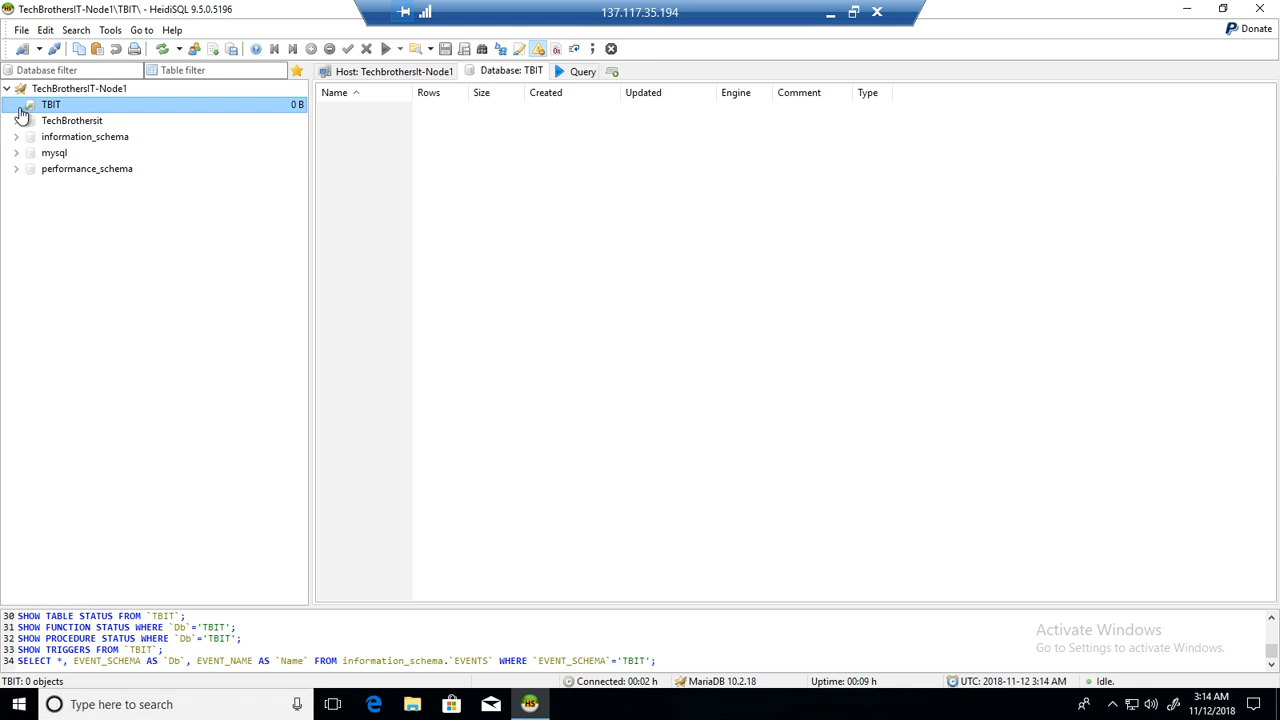 TechBrothersIT-Node1\TBIT\ - HeidiSQL 9.5.0.5196
137.117.35.194
File Edit Search Tools Go to Help
Donate
Database filter
Table filter
Host: TechbrothersIt-Node1
Database: TBIT
Query
TechBrothersIT-Node1
Name Rows Size Created Updated Engine Comment Type
TBIT 0 B
TechBrothersit
information_schema
mysql
performance_schema
30 SHOW TABLE STATUS FROM `TBIT`;
31 SHOW FUNCTION STATUS WHERE `Db`='TBIT';
32 SHOW PROCEDURE STATUS WHERE `Db`='TBIT';
33 SHOW TRIGGERS FROM `TBIT`;
34 SELECT *, EVENT_SCHEMA AS `Db`, EVENT_NAME AS `Name` FROM information_schema.`EVENTS` WHERE `EVENT_SCHEMA`='TBIT';
Activate Windows
Go to Settings to activate Windows.
TBIT: 0 objects
Connected: 00:02 h
MariaDB 10.2.18
Uptime: 00:09 h
UTC: 2018-11-12 3:14 AM
Idle.
Type here to search
3:14 AM
11/12/2018